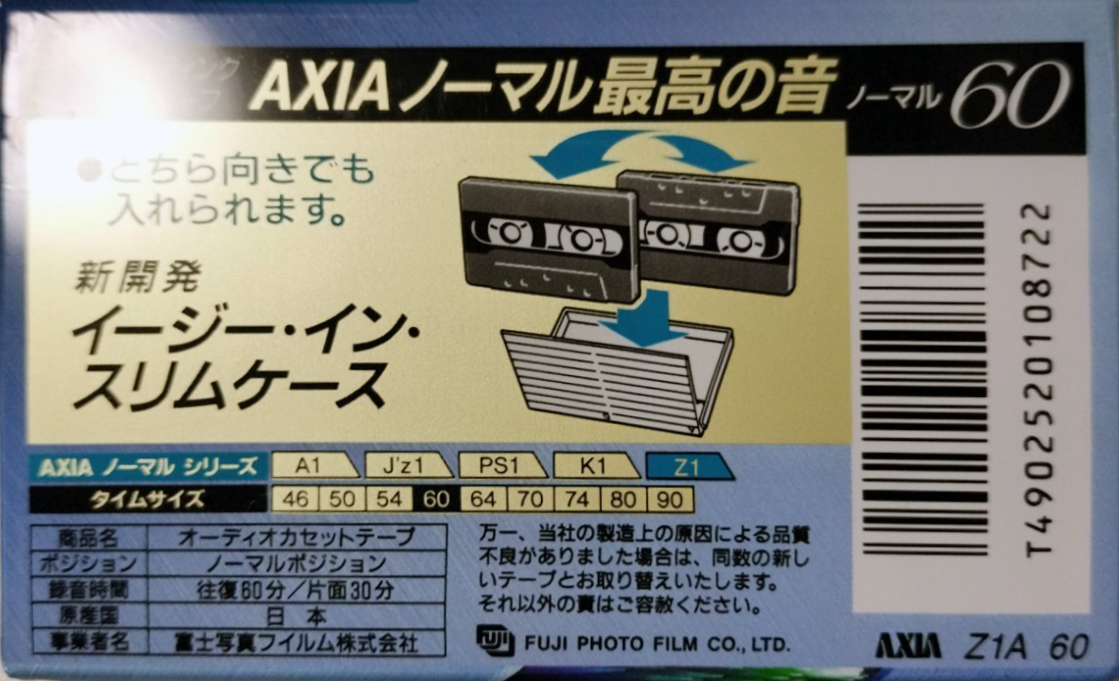 ング
ープ
AXIA ノーマル最高の音
ノーマル 60
●どちら向きでも
入れられます。
新開発
イージー・イン・
スリムケース
T4902520108722
AXIA ノーマル シリーズ A1 J'z1 PS1 K1 Z1
タイムサイズ 46 50 54 60 64 70 74 80 90
商品名 オーディオカセットテープ
ポジション ノーマルポジション
録音時間 往復60分/片面30分
原産国 日本
事業者名 富士写真フイルム株式会社
万一、当社の製造上の原因による品質
不良がありました場合は、同数の新し
いテープとお取り替えいたします。
それ以外の責はご容赦ください。
FUJI FUJI PHOTO FILM CO., LTD.
AXIA Z1A 60